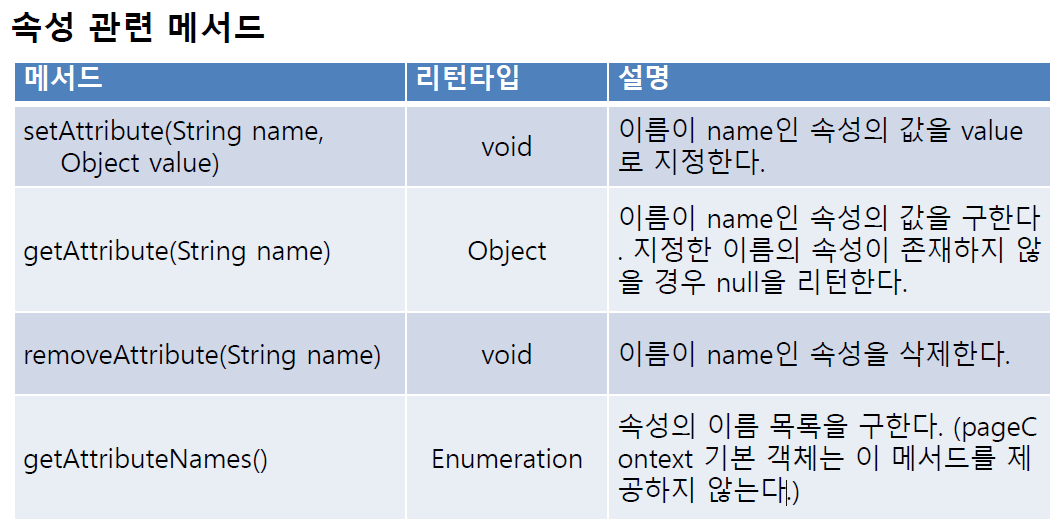 속성 관련 메서드
메서드 리턴타입 설명
setAttribute(String name,
Object value)
void
이름이 name인 속성의 값을 value
로 지정한다.
getAttribute(String name)
Object
이름이 name인 속성의 값을 구한다
. 지정한 이름의 속성이 존재하지 않
을 경우 null을 리턴한다.
removeAttribute(String name)
void
이름이 name인 속성을 삭제한다.
getAttributeNames()
Enumeration
속성의 이름 목록을 구한다. (pageC
ontext 기본 객체는 이 메서드를 제
공하지 않는다.)